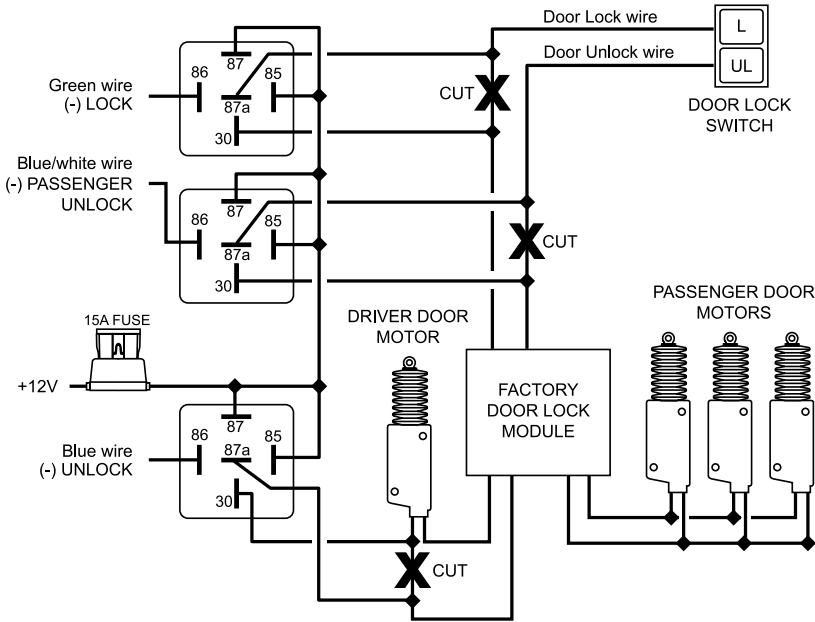 Door Lock wire
L
Door Unlock wire
UL
DOOR LOCK
SWITCH
CUT
Green wire
(-) LOCK
86
87
85
87a
30
Blue/white wire
(-) PASSENGER
UNLOCK
86
87
85
87a
30
CUT
15A FUSE
+12V
Blue wire
(-) UNLOCK
86
87
85
87a
30
DRIVER DOOR
MOTOR
CUT
FACTORY
DOOR LOCK
MODULE
PASSENGER DOOR
MOTORS